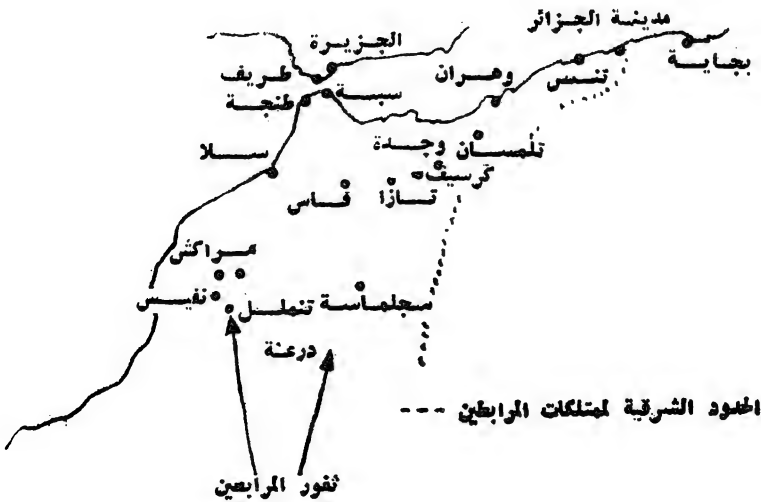 مدينة الجزائر
الجزيرة
بجاية
تنس
وهران
طريف
سبتة
طنجة
تلمسان
وجدة
سلا
كرسيف
تازا
فاس
مراكش
نفيس
تنملل
سجلماسة
درعة
--- الحدود الشرقية لممتلكات المرابطين
ثغور المرابطين